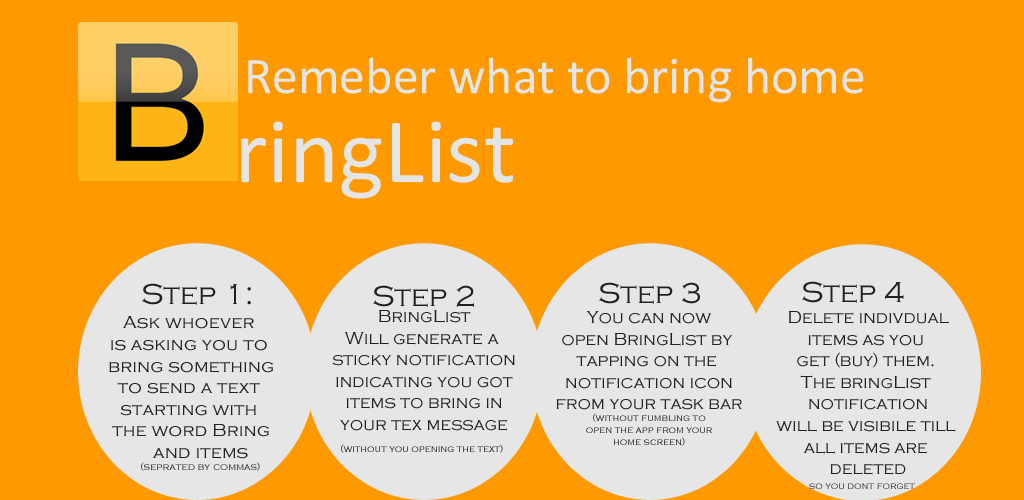 Remeber what to bring home
BringList
Step 1:
Ask whoever
is asking you to
bring something
to send a text
starting with
the word Bring
and items
(seprated by commas)
Step 2
BringList
Will generate a
sticky notification
indicating you got
items to bring in
your tex message
(without you opening the text)
Step 3
You can now
open BringList by
tapping on the
notification icon
from your task bar
(without fumbling to
open the app from your
home screen)
Step 4
Delete indivdual
items as you
get (buy) them.
The bringList
notification
will be visibile till
all items are
deleted
so you dont forget